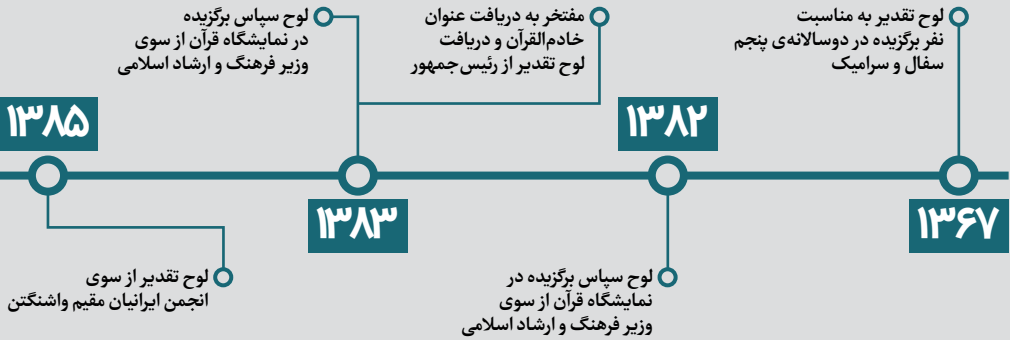 لوح تقدیر به مناسبت
نفر برگزیده در دوسالانه‌ی پنجم
سفال و سرامیک
۱۳۶۷
۱۳۸۲
لوح سپاس برگزیده در
نمایشگاه قرآن از سوی
وزیر فرهنگ و ارشاد اسلامی
مفتخر به دریافت عنوان
خادم‌القرآن و دریافت
لوح تقدیر از رئیس‌جمهور
لوح سپاس برگزیده
در نمایشگاه قرآن از سوی
وزیر فرهنگ و ارشاد اسلامی
۱۳۸۳
۱۳۸۵
لوح تقدیر از سوی
انجمن ایرانیان مقیم واشنگتن